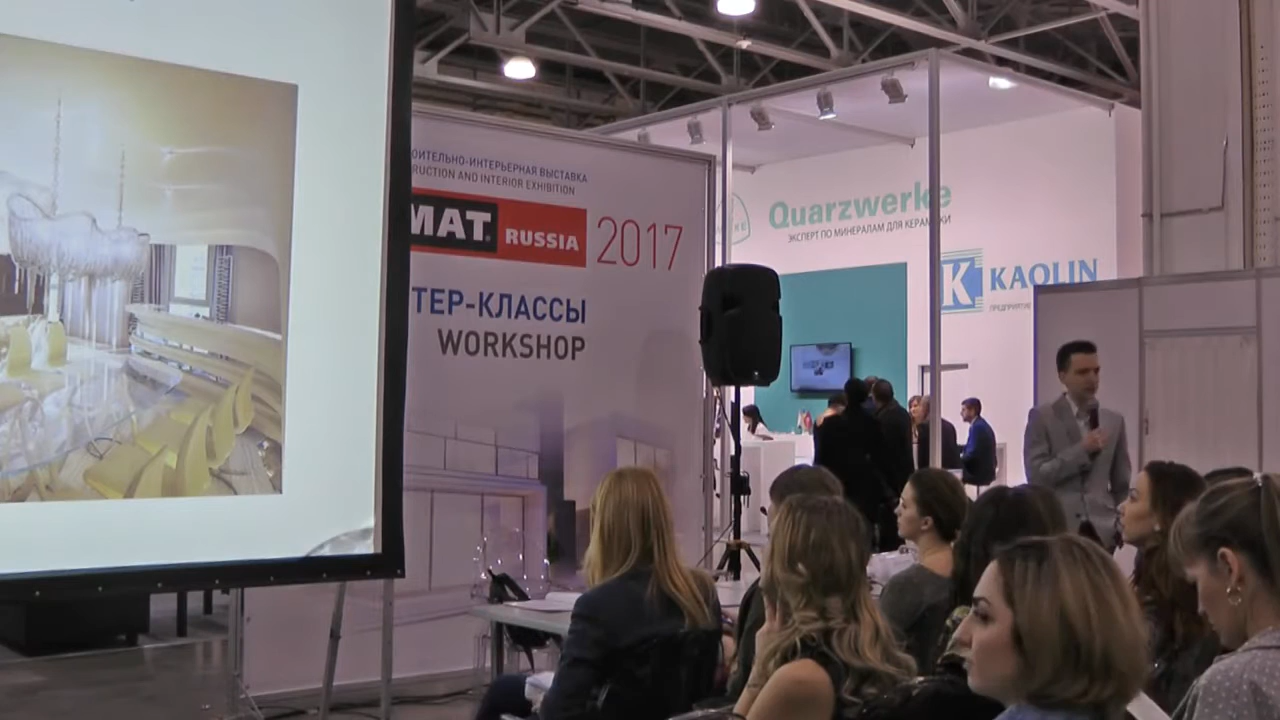 ОИТЕЛЬНО-ИНТЕРЬЕРНАЯ ВЫСТАВКА
RUCTION AND INTERIOR EXHIBITION
MAT RUSSIA 2017
ТЕР-КЛАССЫ
WORKSHOP
Quarzwerke
ЭКСПЕРТ ПО МИНЕРАЛАМ ДЛЯ КЕРАМИКИ
K KAOLIN
ПРЕДПРИЯТИЕ